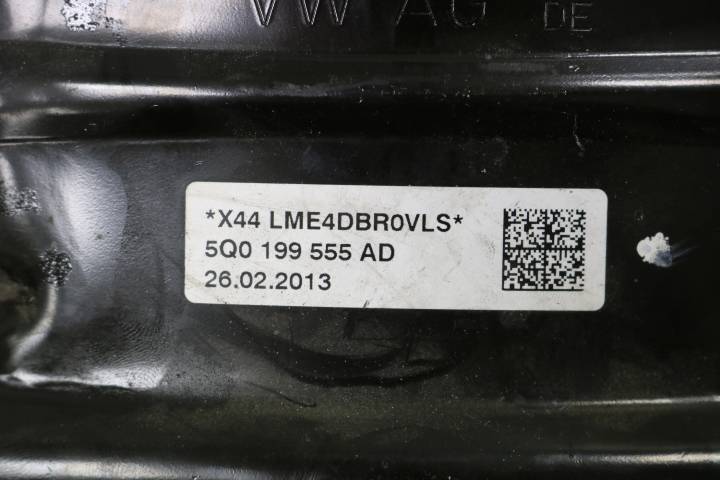 VW AG DE
*X44 LME4DBR0VLS*
5Q0 199 555 AD
26.02.2013